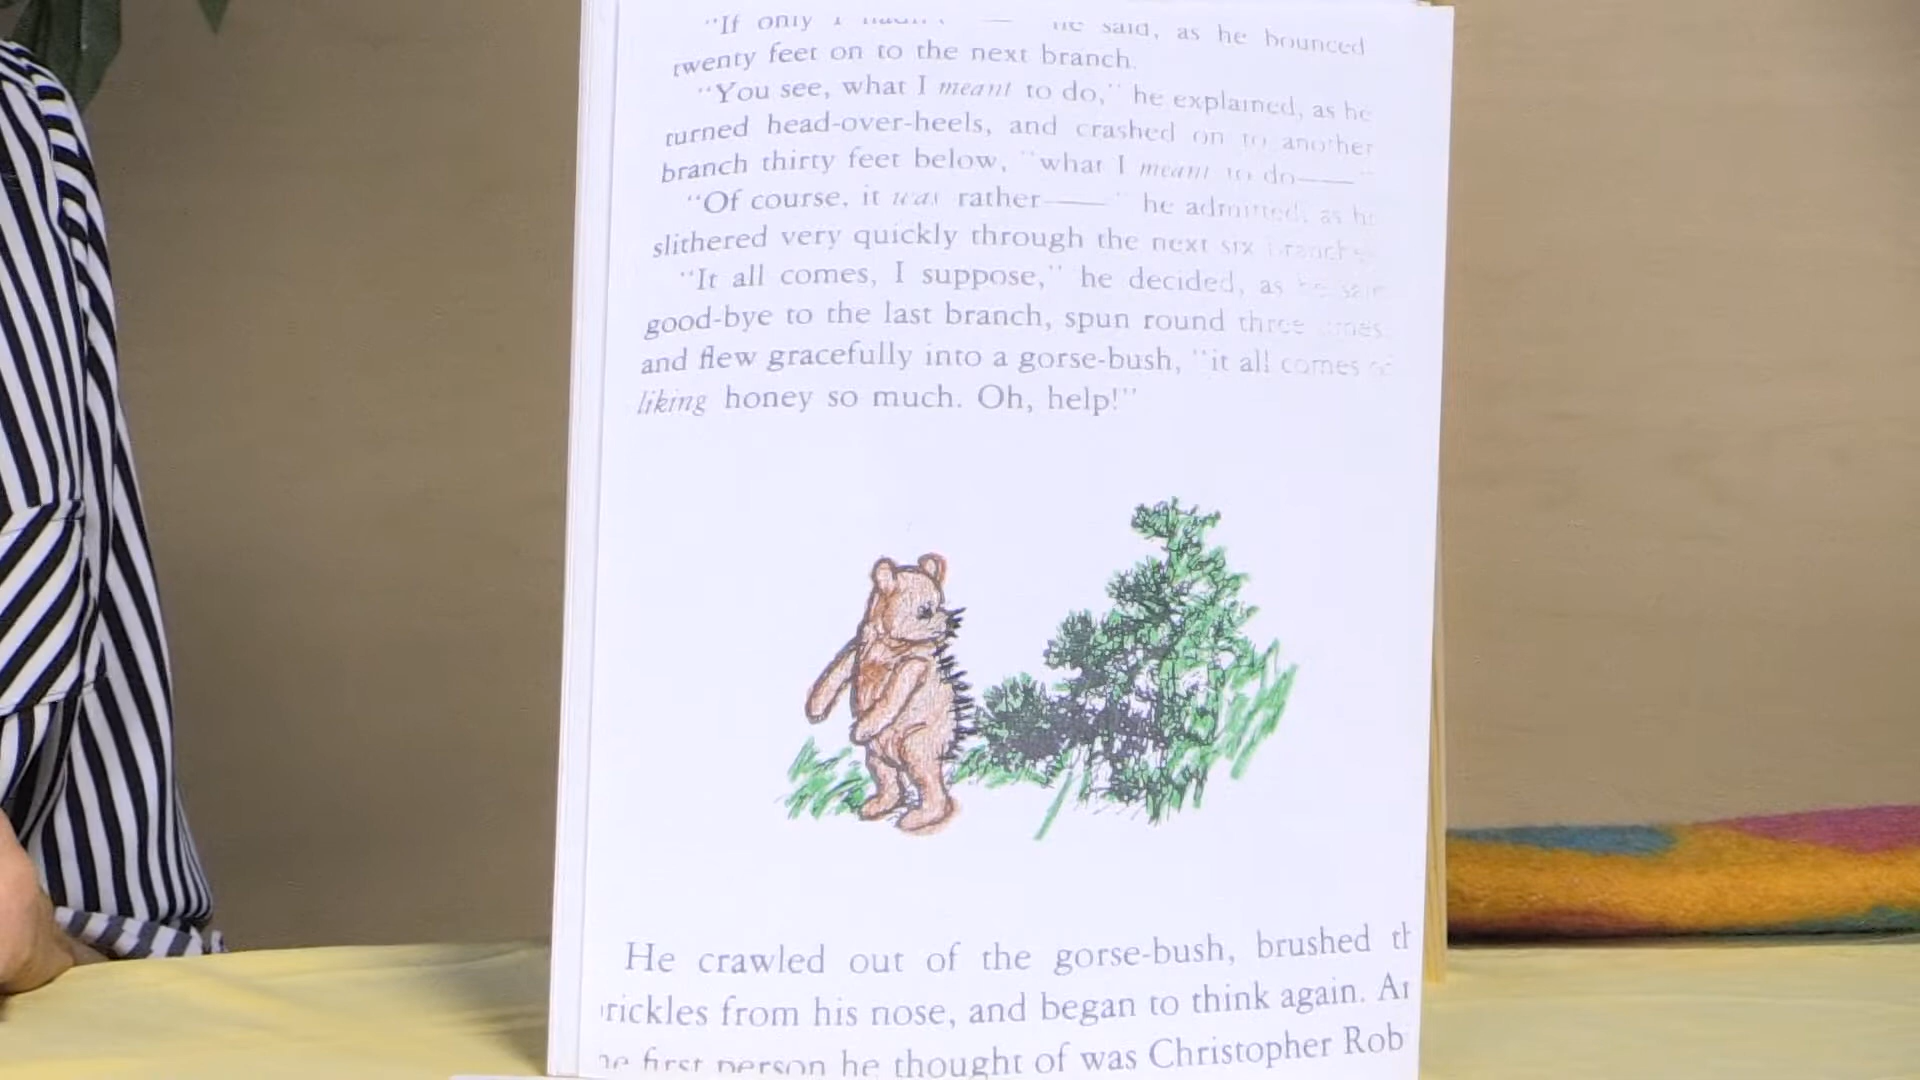 "If only I hadn't —— he said, as he bounced
twenty feet on to the next branch.
"You see, what I meant to do," he explained, as he
turned head-over-heels, and crashed on to another
branch thirty feet below, "what I meant to do——"
"Of course, it was rather——" he admitted, as he
slithered very quickly through the next six branch
"It all comes, I suppose," he decided, as he said
good-bye to the last branch, spun round three times
and flew gracefully into a gorse-bush, "it all comes of
liking honey so much. Oh, help!"
He crawled out of the gorse-bush, brushed th
rickles from his nose, and began to think again. An
he first person he thought of was Christopher Rob